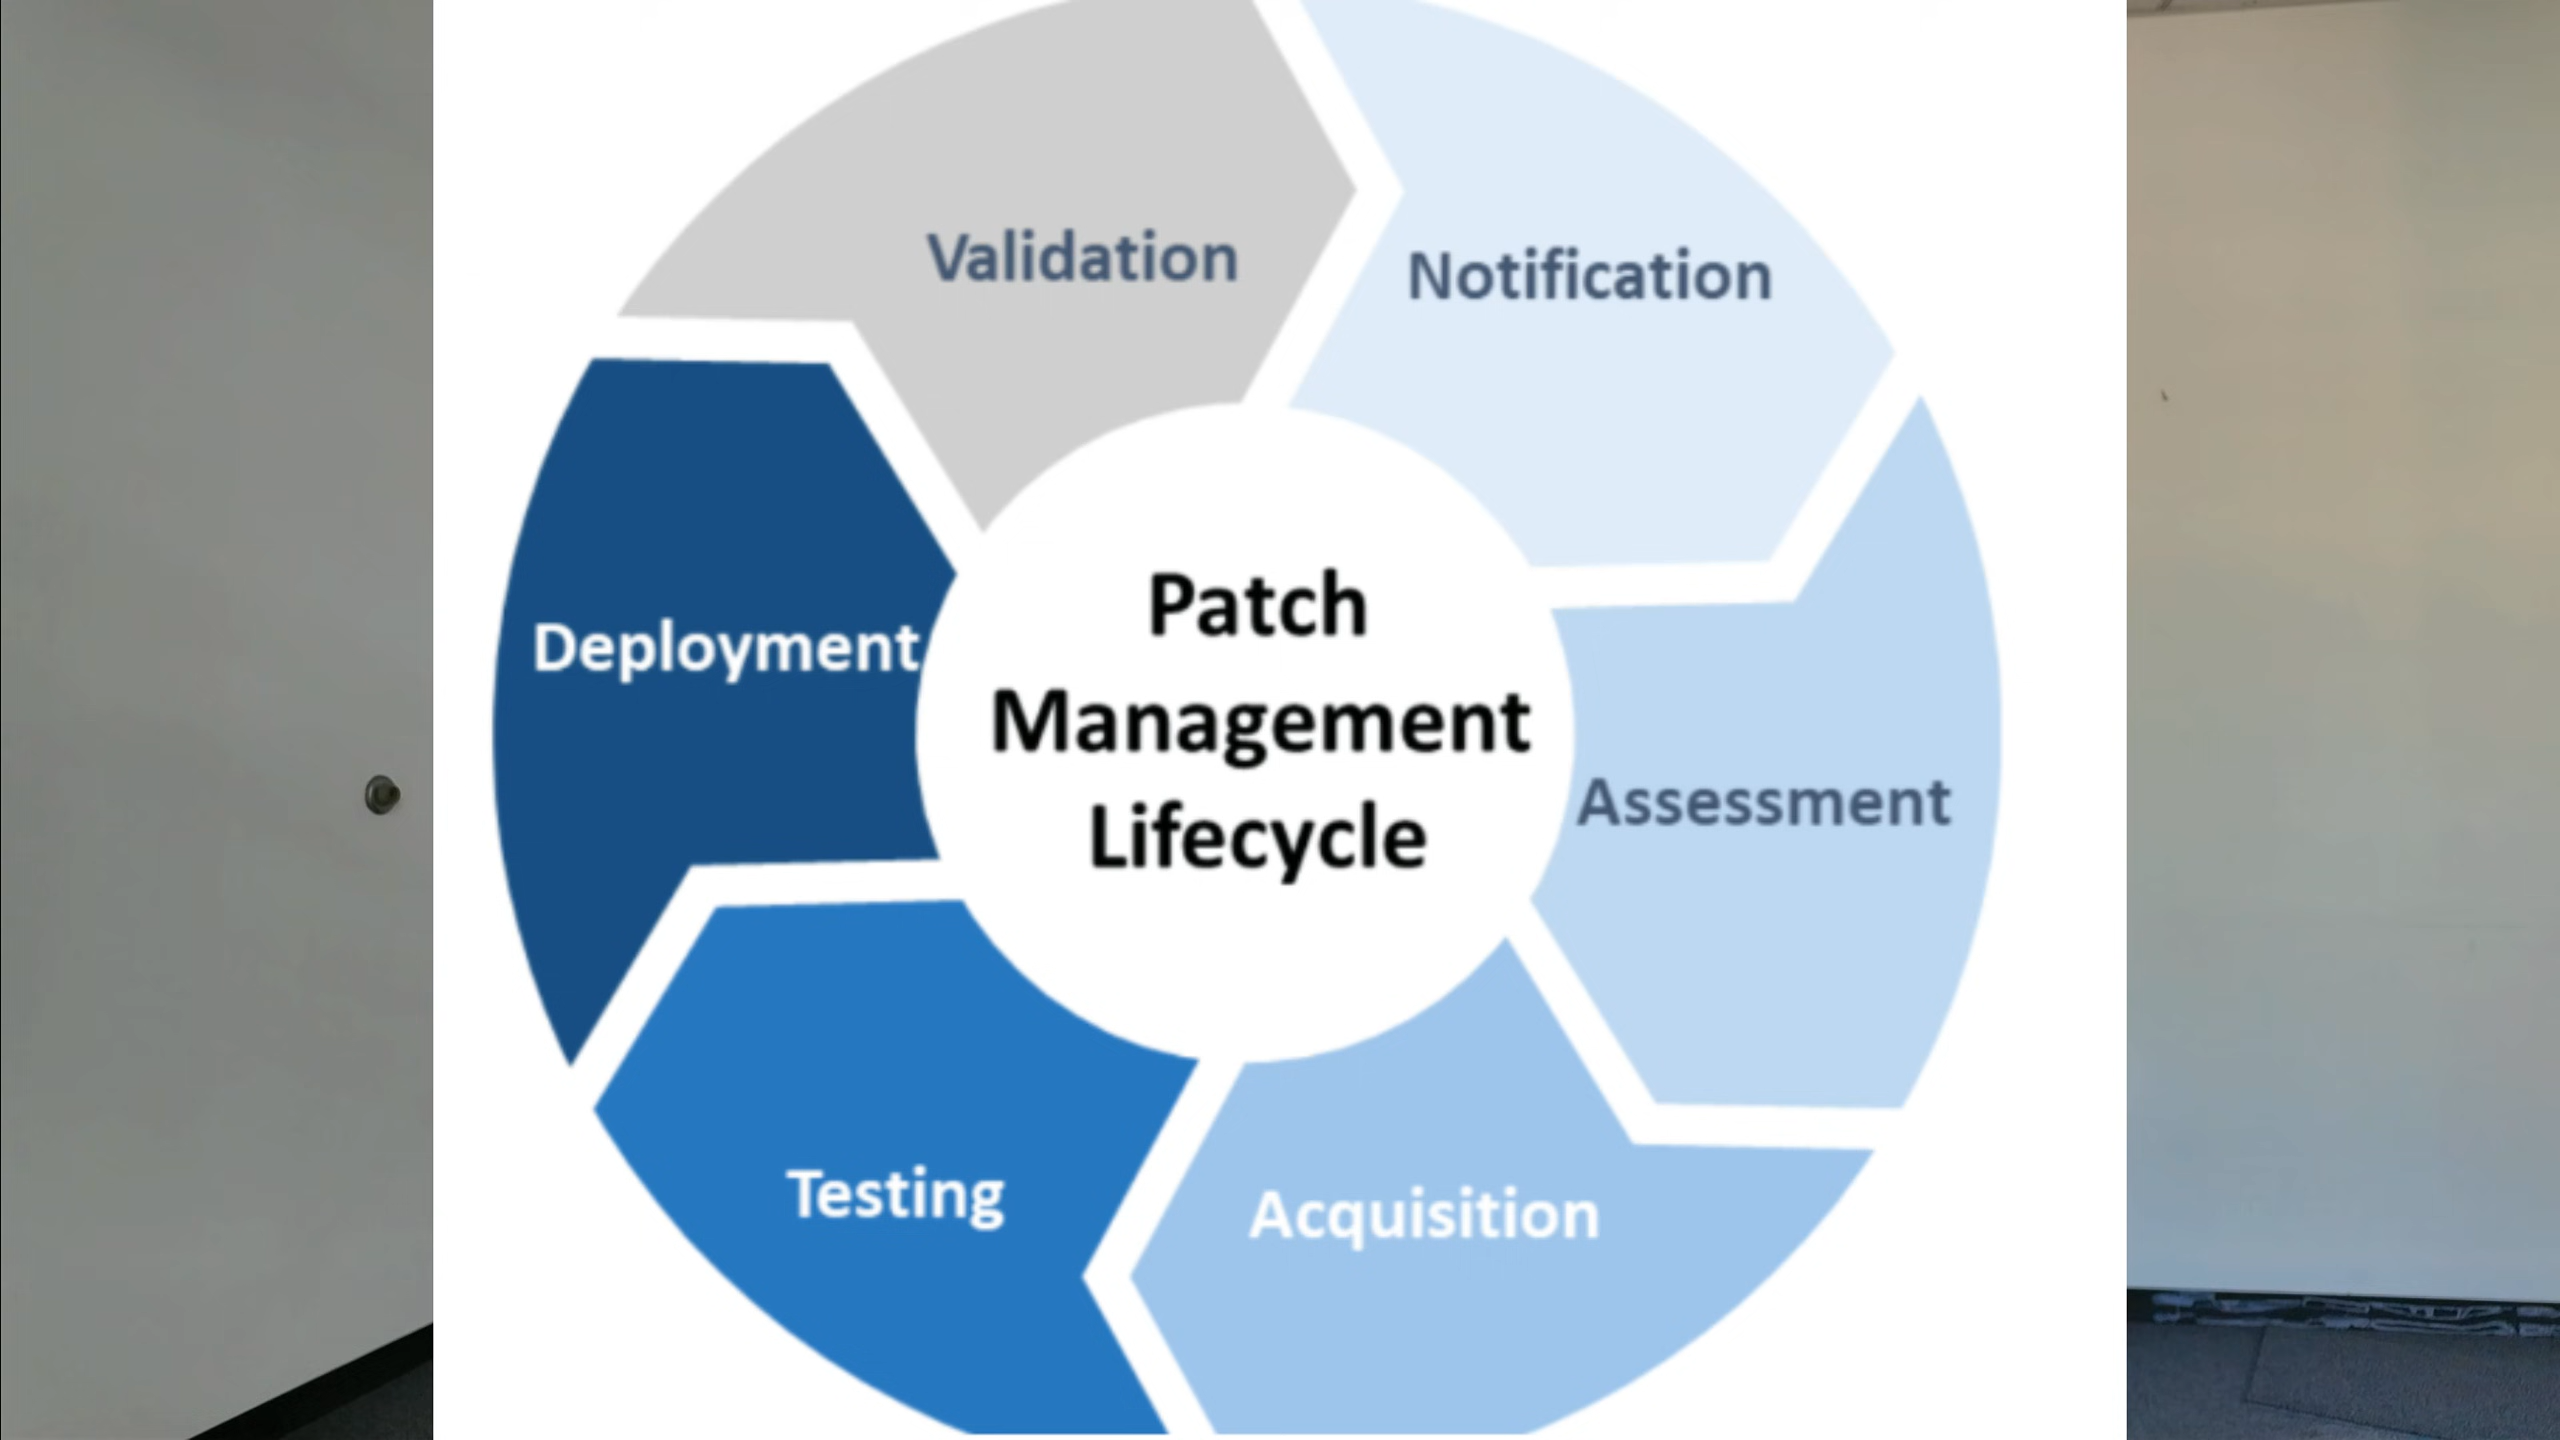 Validation
Notification
Deployment
Patch
Management
Lifecycle
Assessment
Testing
Acquisition